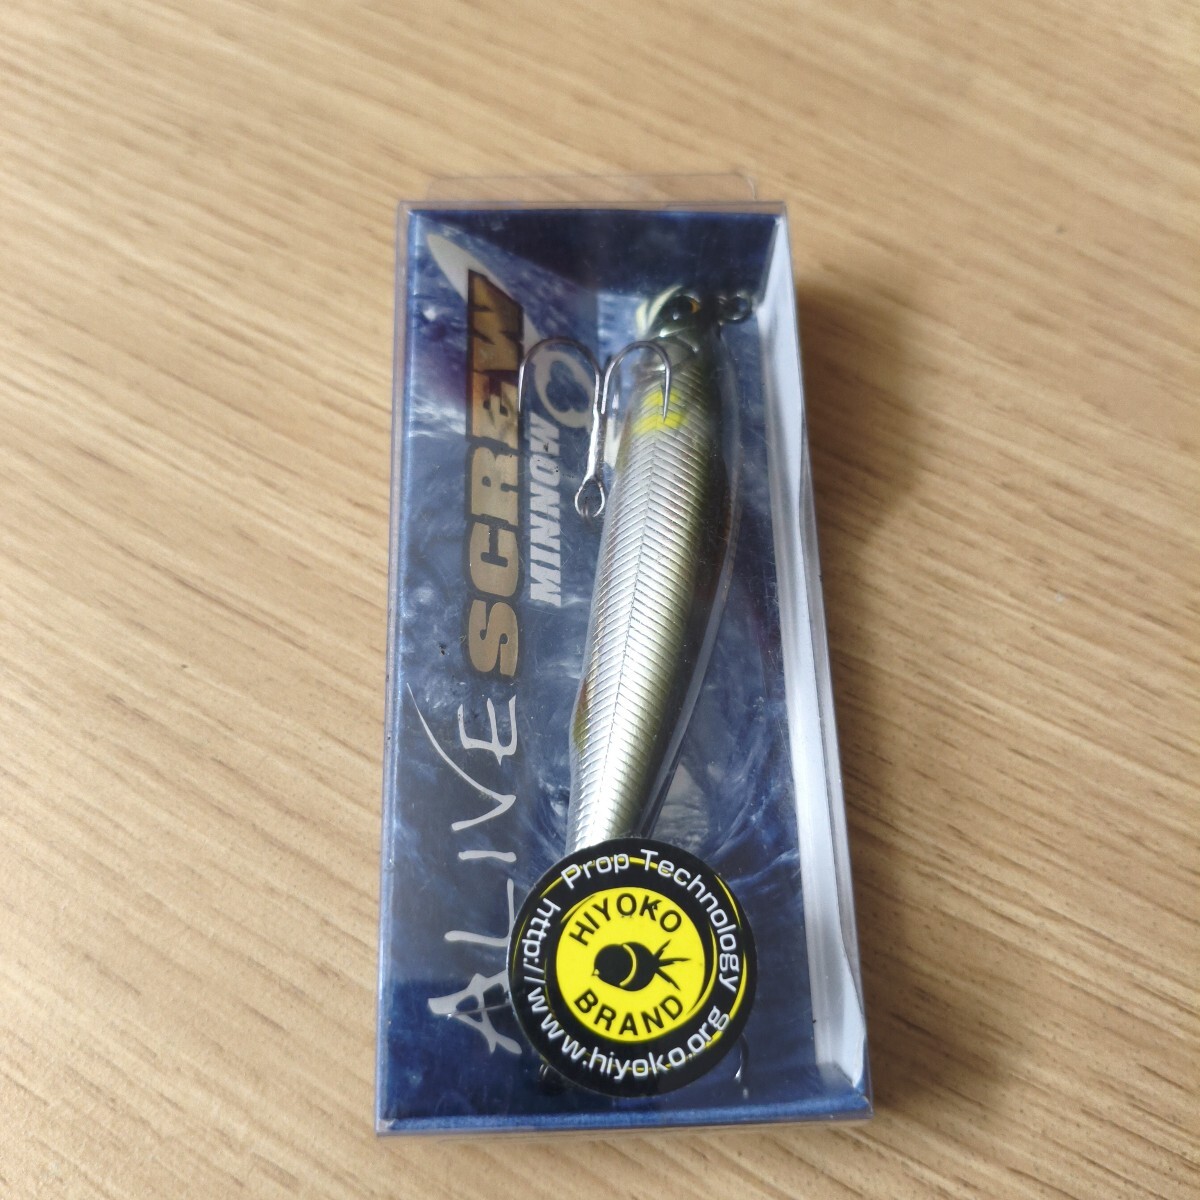 ALIVE SCREW
MINNOW
Prop Technology
HIYOKO
BRAND
http://www.hiyoko.org